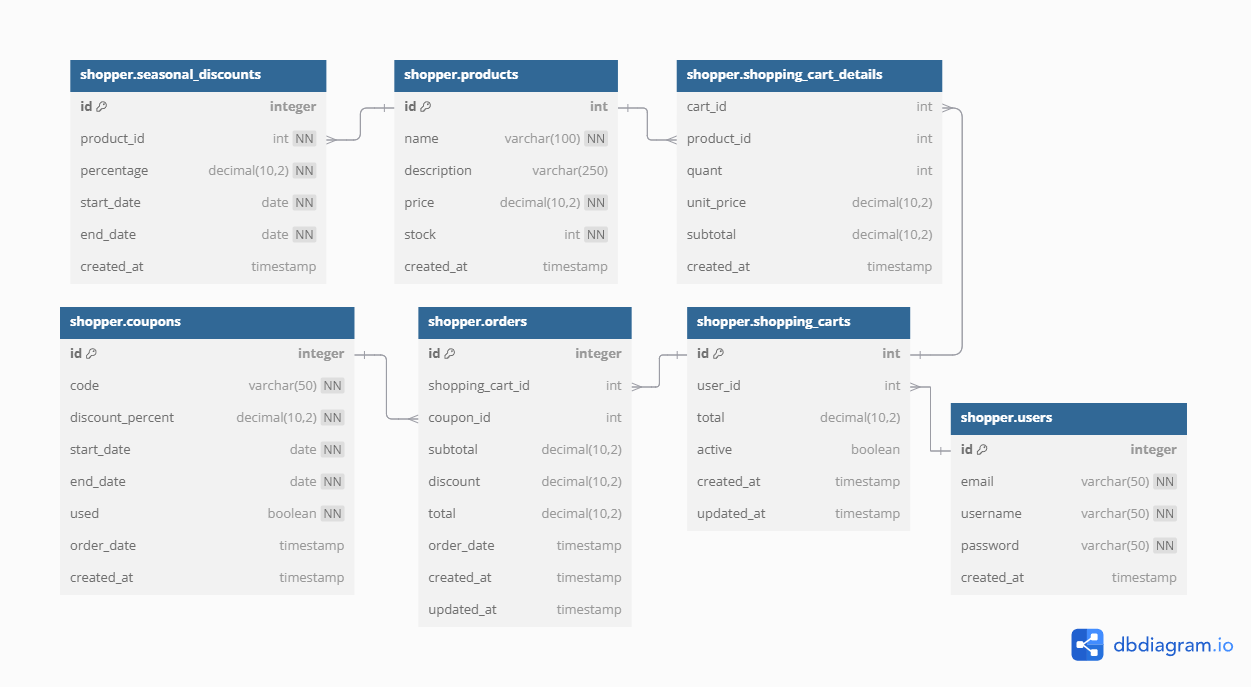 shopper.seasonal_discounts
id integer
product_id int NN
percentage decimal(10,2) NN
start_date date NN
end_date date NN
created_at timestamp
shopper.products
id int
name varchar(100) NN
description varchar(250)
price decimal(10,2) NN
stock int NN
created_at timestamp
shopper.shopping_cart_details
cart_id int
product_id int
quant int
unit_price decimal(10,2)
subtotal decimal(10,2)
created_at timestamp
shopper.coupons
id integer
code varchar(50) NN
discount_percent decimal(10,2) NN
start_date date NN
end_date date NN
used boolean NN
order_date timestamp
created_at timestamp
shopper.orders
id integer
shopping_cart_id int
coupon_id int
subtotal decimal(10,2)
discount decimal(10,2)
total decimal(10,2)
order_date timestamp
created_at timestamp
updated_at timestamp
shopper.shopping_carts
id int
user_id int
total decimal(10,2)
active boolean
created_at timestamp
updated_at timestamp
shopper.users
id integer
email varchar(50) NN
username varchar(50) NN
password varchar(50) NN
created_at timestamp
dbdiagram.io